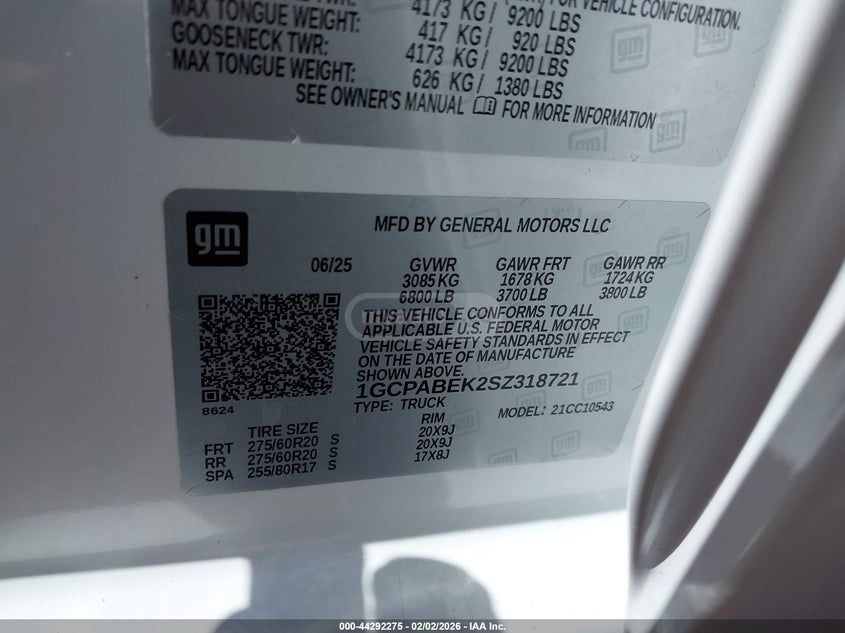 FOR VEHICLE CONFIGURATION.
MAX TONGUE WEIGHT: 4173 KG / 9200 LBS
GOOSENECK TWR: 417 KG / 920 LBS
MAX TONGUE WEIGHT: 4173 KG / 9200 LBS
626 KG / 1380 LBS
SEE OWNER'S MANUAL FOR MORE INFORMATION
gm
MFD BY GENERAL MOTORS LLC
06/25 GVWR GAWR FRT GAWR RR
3085 KG 1678 KG 1724 KG
6800 LB 3700 LB 3800 LB
THIS VEHICLE CONFORMS TO ALL
APPLICABLE U.S. FEDERAL MOTOR
VEHICLE SAFETY STANDARDS IN EFFECT
ON THE DATE OF MANUFACTURE
SHOWN ABOVE.
1GCPABEK2SZ318721
8624
TYPE: TRUCK MODEL: 21CC10543
TIRE SIZE RIM
FRT 275/60R20 S 20X9J
RR 275/60R20 S 20X9J
SPA 255/80R17 S 17X8J
000-44292275 - 02/02/2026 - IAA Inc.